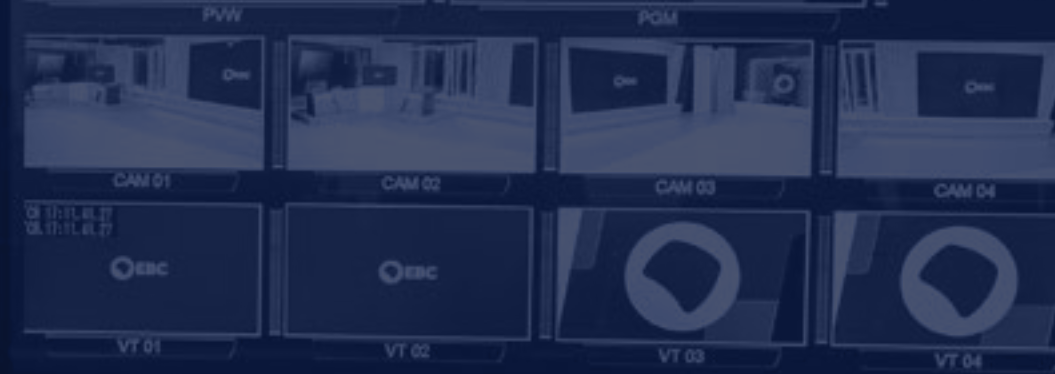 PVW PGM
EBC EBC EBC
CAM 01 CAM 02 CAM 03 CAM 04
EBC EBC
VT 01 VT 02 VT 03 VT 04